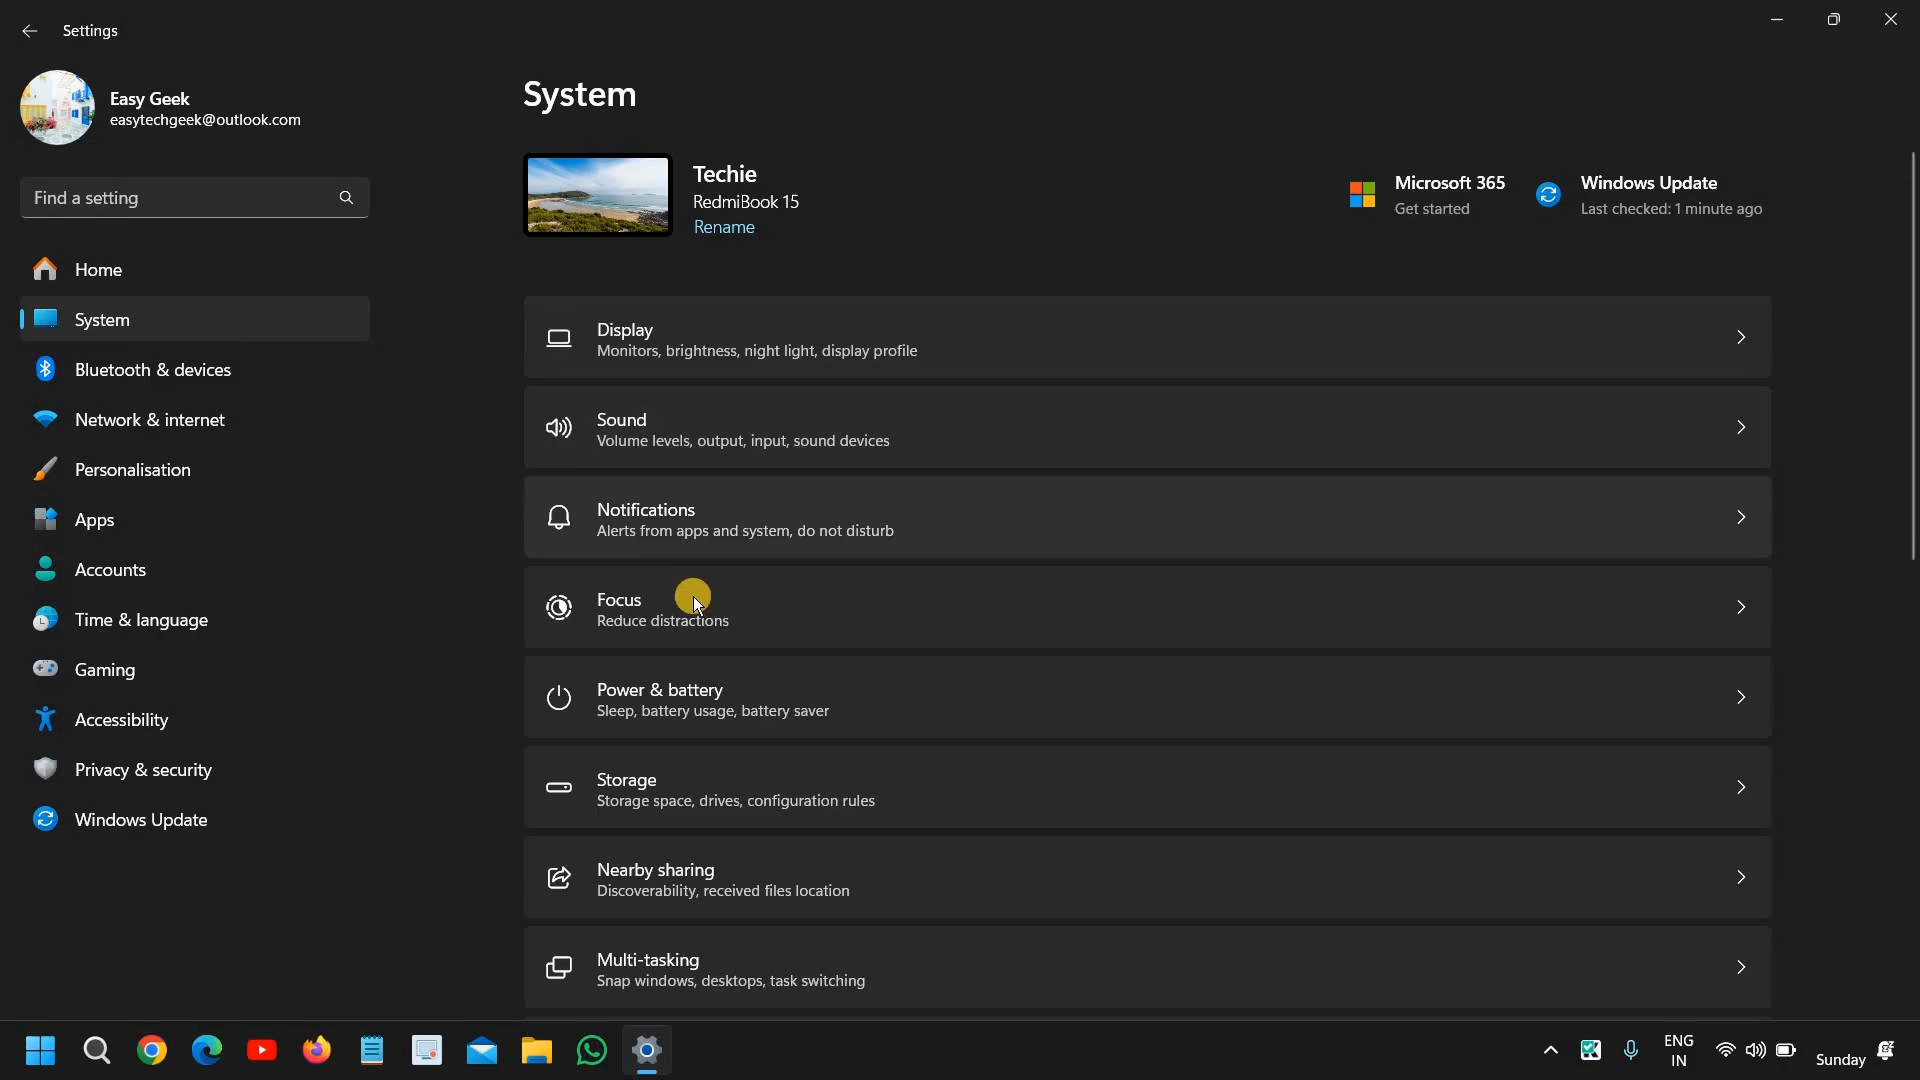 Settings
Easy Geek
easytechgeek@outlook.com
Find a setting
Home
System
Bluetooth & devices
Network & internet
Personalisation
Apps
Accounts
Time & language
Gaming
Accessibility
Privacy & security
Windows Update
System
Techie
RedmiBook 15
Rename
Microsoft 365
Get started
Windows Update
Last checked: 1 minute ago
Display
Monitors, brightness, night light, display profile
Sound
Volume levels, output, input, sound devices
Notifications
Alerts from apps and system, do not disturb
Focus
Reduce distractions
Power & battery
Sleep, battery usage, battery saver
Storage
Storage space, drives, configuration rules
Nearby sharing
Discoverability, received files location
Multi-tasking
Snap windows, desktops, task switching
ENG
IN
Sunday